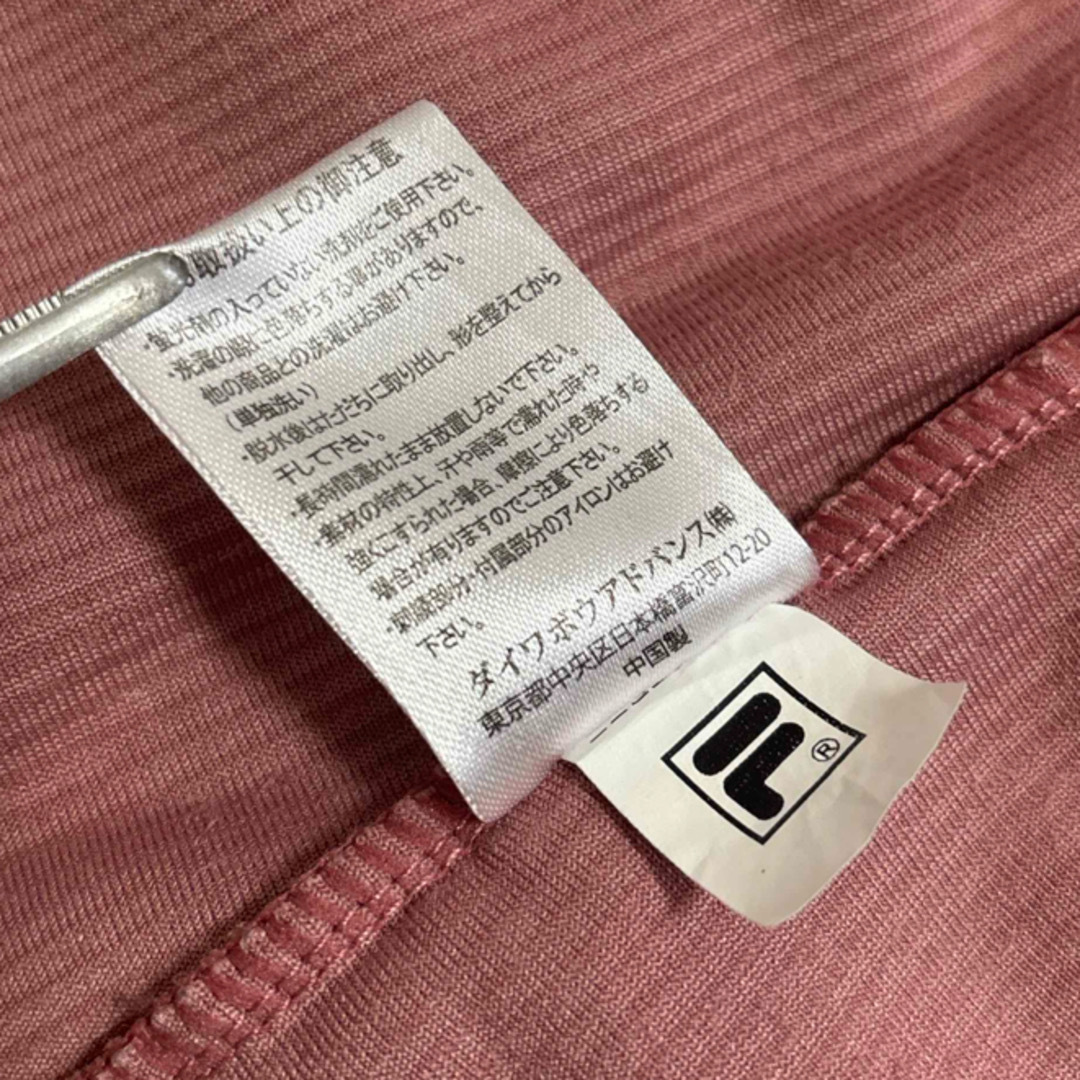 取扱い上の御注意
・蛍光剤の入っていない洗剤をご使用下さい。
・洗濯の際に色落ちする場合がありますので、
他の商品との洗濯はお避け下さい。
(単独洗い)
・脱水後はただちに取り出し、形を整えてから
干して下さい。
・長時間濡れたまま放置しないで下さい。
・素材の特性上、汗や雨等で濡れた時や
強くこすられた場合、摩擦により色落ちする
場合が有りますのでご注意下さい。
・刺繍部分・付属部分のアイロンはお避け
下さい。
ダイワボウアドバンス㈱
東京都中央区日本橋富沢町12-20
中国製
F®